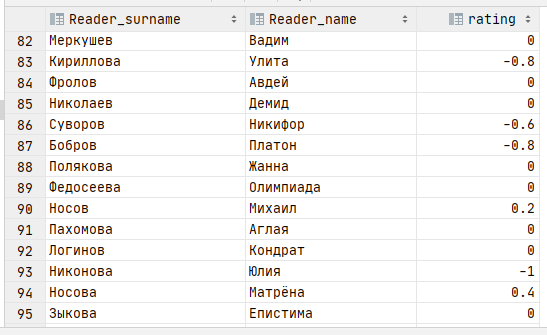 Reader_surname Reader_name rating
82 Меркушев Вадим 0
83 Кириллова Улита -0.8
84 Фролов Авдей 0
85 Николаев Демид 0
86 Суворов Никифор -0.6
87 Бобров Платон -0.8
88 Полякова Жанна 0
89 Федосеева Олимпиада 0
90 Носов Михаил 0.2
91 Пахомова Аглая 0
92 Логинов Кондрат 0
93 Никонова Юлия -1
94 Носова Матрёна 0.4
95 Зыкова Епистима 0